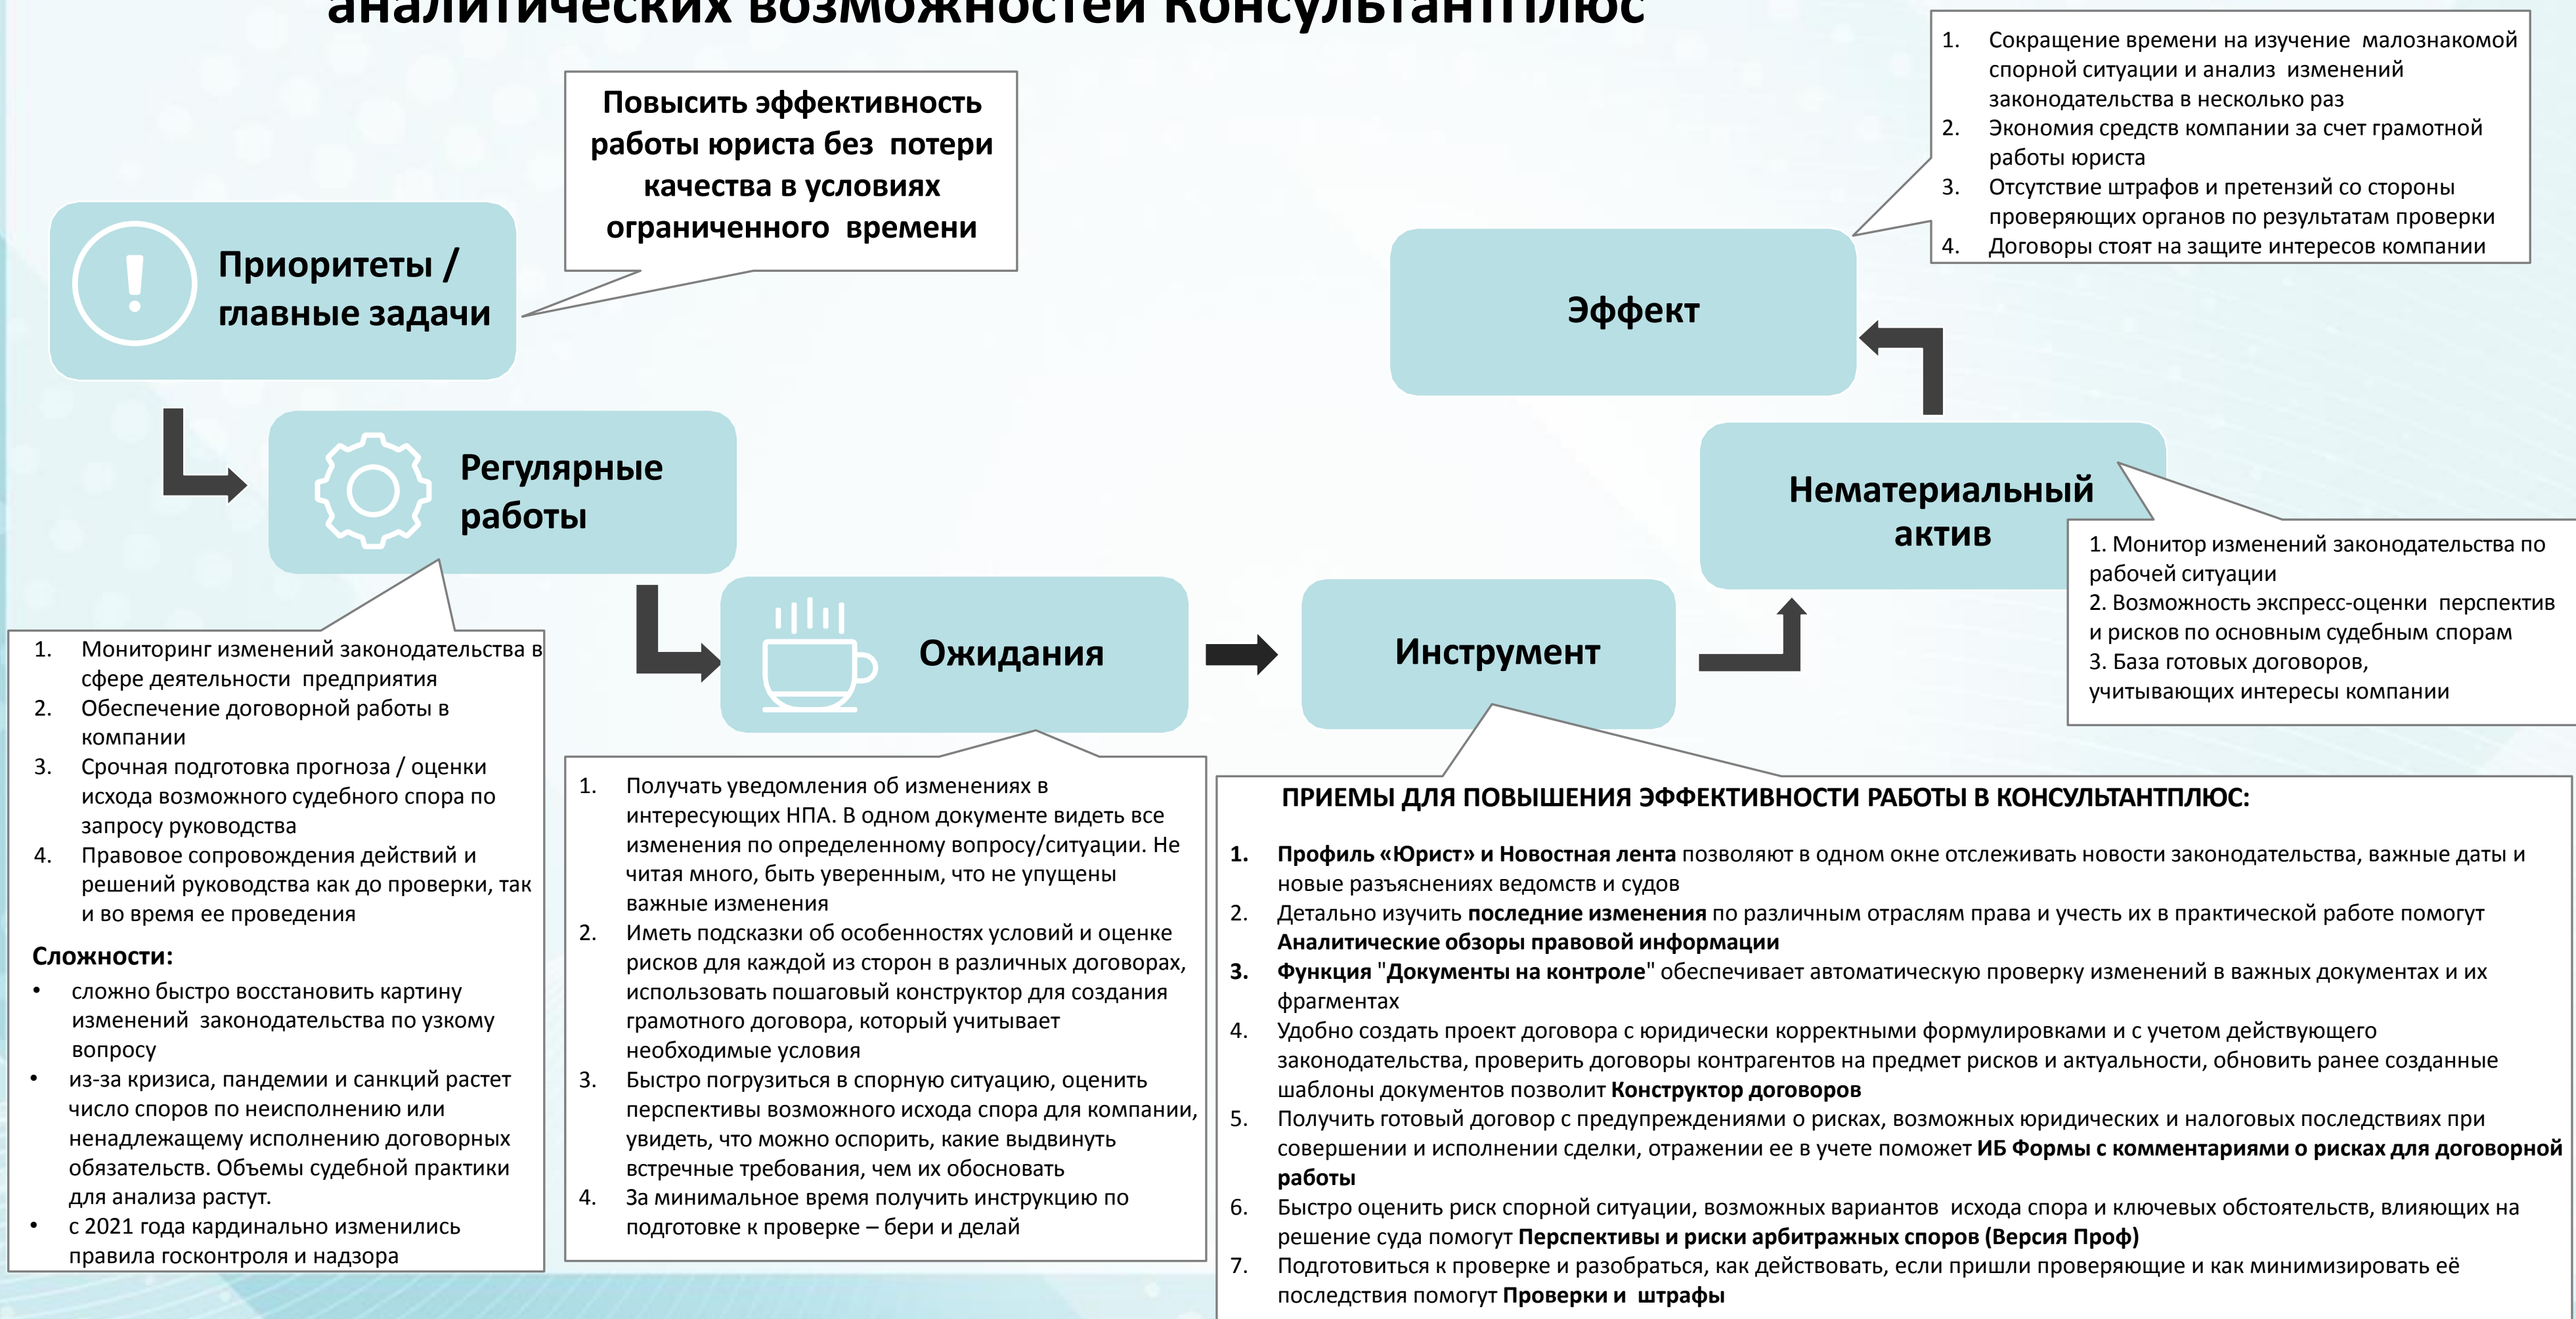 аналитических возможностей КонсультантПлюс
Повысить эффективность
работы юриста без потери
качества в условиях
ограниченного времени
Приоритеты /
главные задачи
Регулярные
работы
1. Мониторинг изменений законодательства в
сфере деятельности предприятия
2. Обеспечение договорной работы в
компании
3. Срочная подготовка прогноза / оценки
исхода возможного судебного спора по
запросу руководства
4. Правовое сопровождения действий и
решений руководства как до проверки, так
и во время ее проведения
Сложности:
• сложно быстро восстановить картину
изменений законодательства по узкому
вопросу
• из-за кризиса, пандемии и санкций растет
число споров по неисполнению или
ненадлежащему исполнению договорных
обязательств. Объемы судебной практики
для анализа растут.
• с 2021 года кардинально изменились
правила госконтроля и надзора
Ожидания
1. Получать уведомления об изменениях в
интересующих НПА. В одном документе видеть все
изменения по определенному вопросу/ситуации. Не
читая много, быть уверенным, что не упущены
важные изменения
2. Иметь подсказки об особенностях условий и оценке
рисков для каждой из сторон в различных договорах,
использовать пошаговый конструктор для создания
грамотного договора, который учитывает
необходимые условия
3. Быстро погрузиться в спорную ситуацию, оценить
перспективы возможного исхода спора для компании,
увидеть, что можно оспорить, какие выдвинуть
встречные требования, чем их обосновать
4. За минимальное время получить инструкцию по
подготовке к проверке – бери и делай
Инструмент
ПРИЕМЫ ДЛЯ ПОВЫШЕНИЯ ЭФФЕКТИВНОСТИ РАБОТЫ В КОНСУЛЬТАНТПЛЮС:
1. Профиль «Юрист» и Новостная лента позволяют в одном окне отслеживать новости законодательства, важные даты и
новые разъяснениях ведомств и судов
2. Детально изучить последние изменения по различным отраслям права и учесть их в практической работе помогут
Аналитические обзоры правовой информации
3. Функция "Документы на контроле" обеспечивает автоматическую проверку изменений в важных документах и их
фрагментах
4. Удобно создать проект договора с юридически корректными формулировками и с учетом действующего
законодательства, проверить договоры контрагентов на предмет рисков и актуальности, обновить ранее созданные
шаблоны документов позволит Конструктор договоров
5. Получить готовый договор с предупреждениями о рисках, возможных юридических и налоговых последствиях при
совершении и исполнении сделки, отражении ее в учете поможет ИБ Формы с комментариями о рисках для договорной
работы
6. Быстро оценить риск спорной ситуации, возможных вариантов исхода спора и ключевых обстоятельств, влияющих на
решение суда помогут Перспективы и риски арбитражных споров (Версия Проф)
7. Подготовиться к проверке и разобраться, как действовать, если пришли проверяющие и как минимизировать её
последствия помогут Проверки и штрафы
Нематериальный
актив
1. Монитор изменений законодательства по
рабочей ситуации
2. Возможность экспресс-оценки перспектив
и рисков по основным судебным спорам
3. База готовых договоров,
учитывающих интересы компании
Эффект
1. Сокращение времени на изучение малознакомой
спорной ситуации и анализ изменений
законодательства в несколько раз
2. Экономия средств компании за счет грамотной
работы юриста
3. Отсутствие штрафов и претензий со стороны
проверяющих органов по результатам проверки
4. Договоры стоят на защите интересов компании